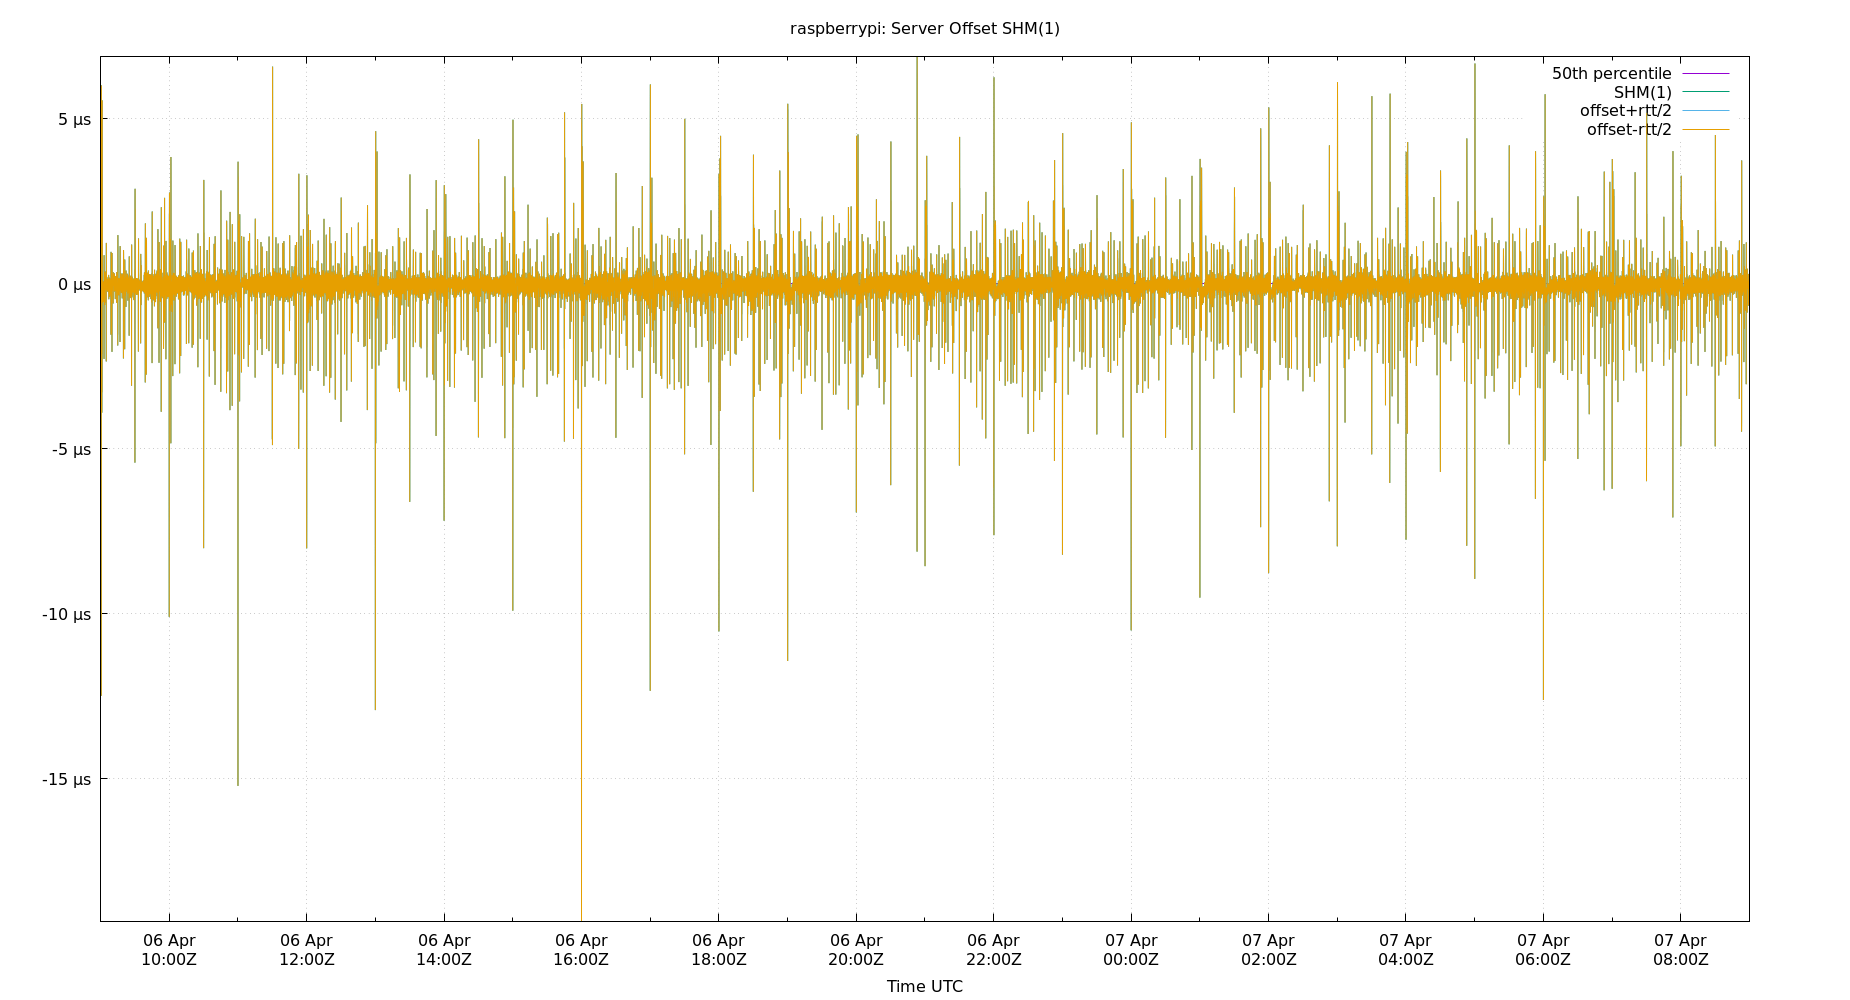 raspberrypi: Server Offset SHM(1)
50th percentile
SHM(1)
offset+rtt/2
offset-rtt/2
5 µs
0 µs
-5 µs
-10 µs
-15 µs
06 Apr 06 Apr 06 Apr 06 Apr 06 Apr 06 Apr 06 Apr 07 Apr 07 Apr 07 Apr 07 Apr 07 Apr
10:00Z 12:00Z 14:00Z 16:00Z 18:00Z 20:00Z 22:00Z 00:00Z 02:00Z 04:00Z 06:00Z 08:00Z
Time UTC